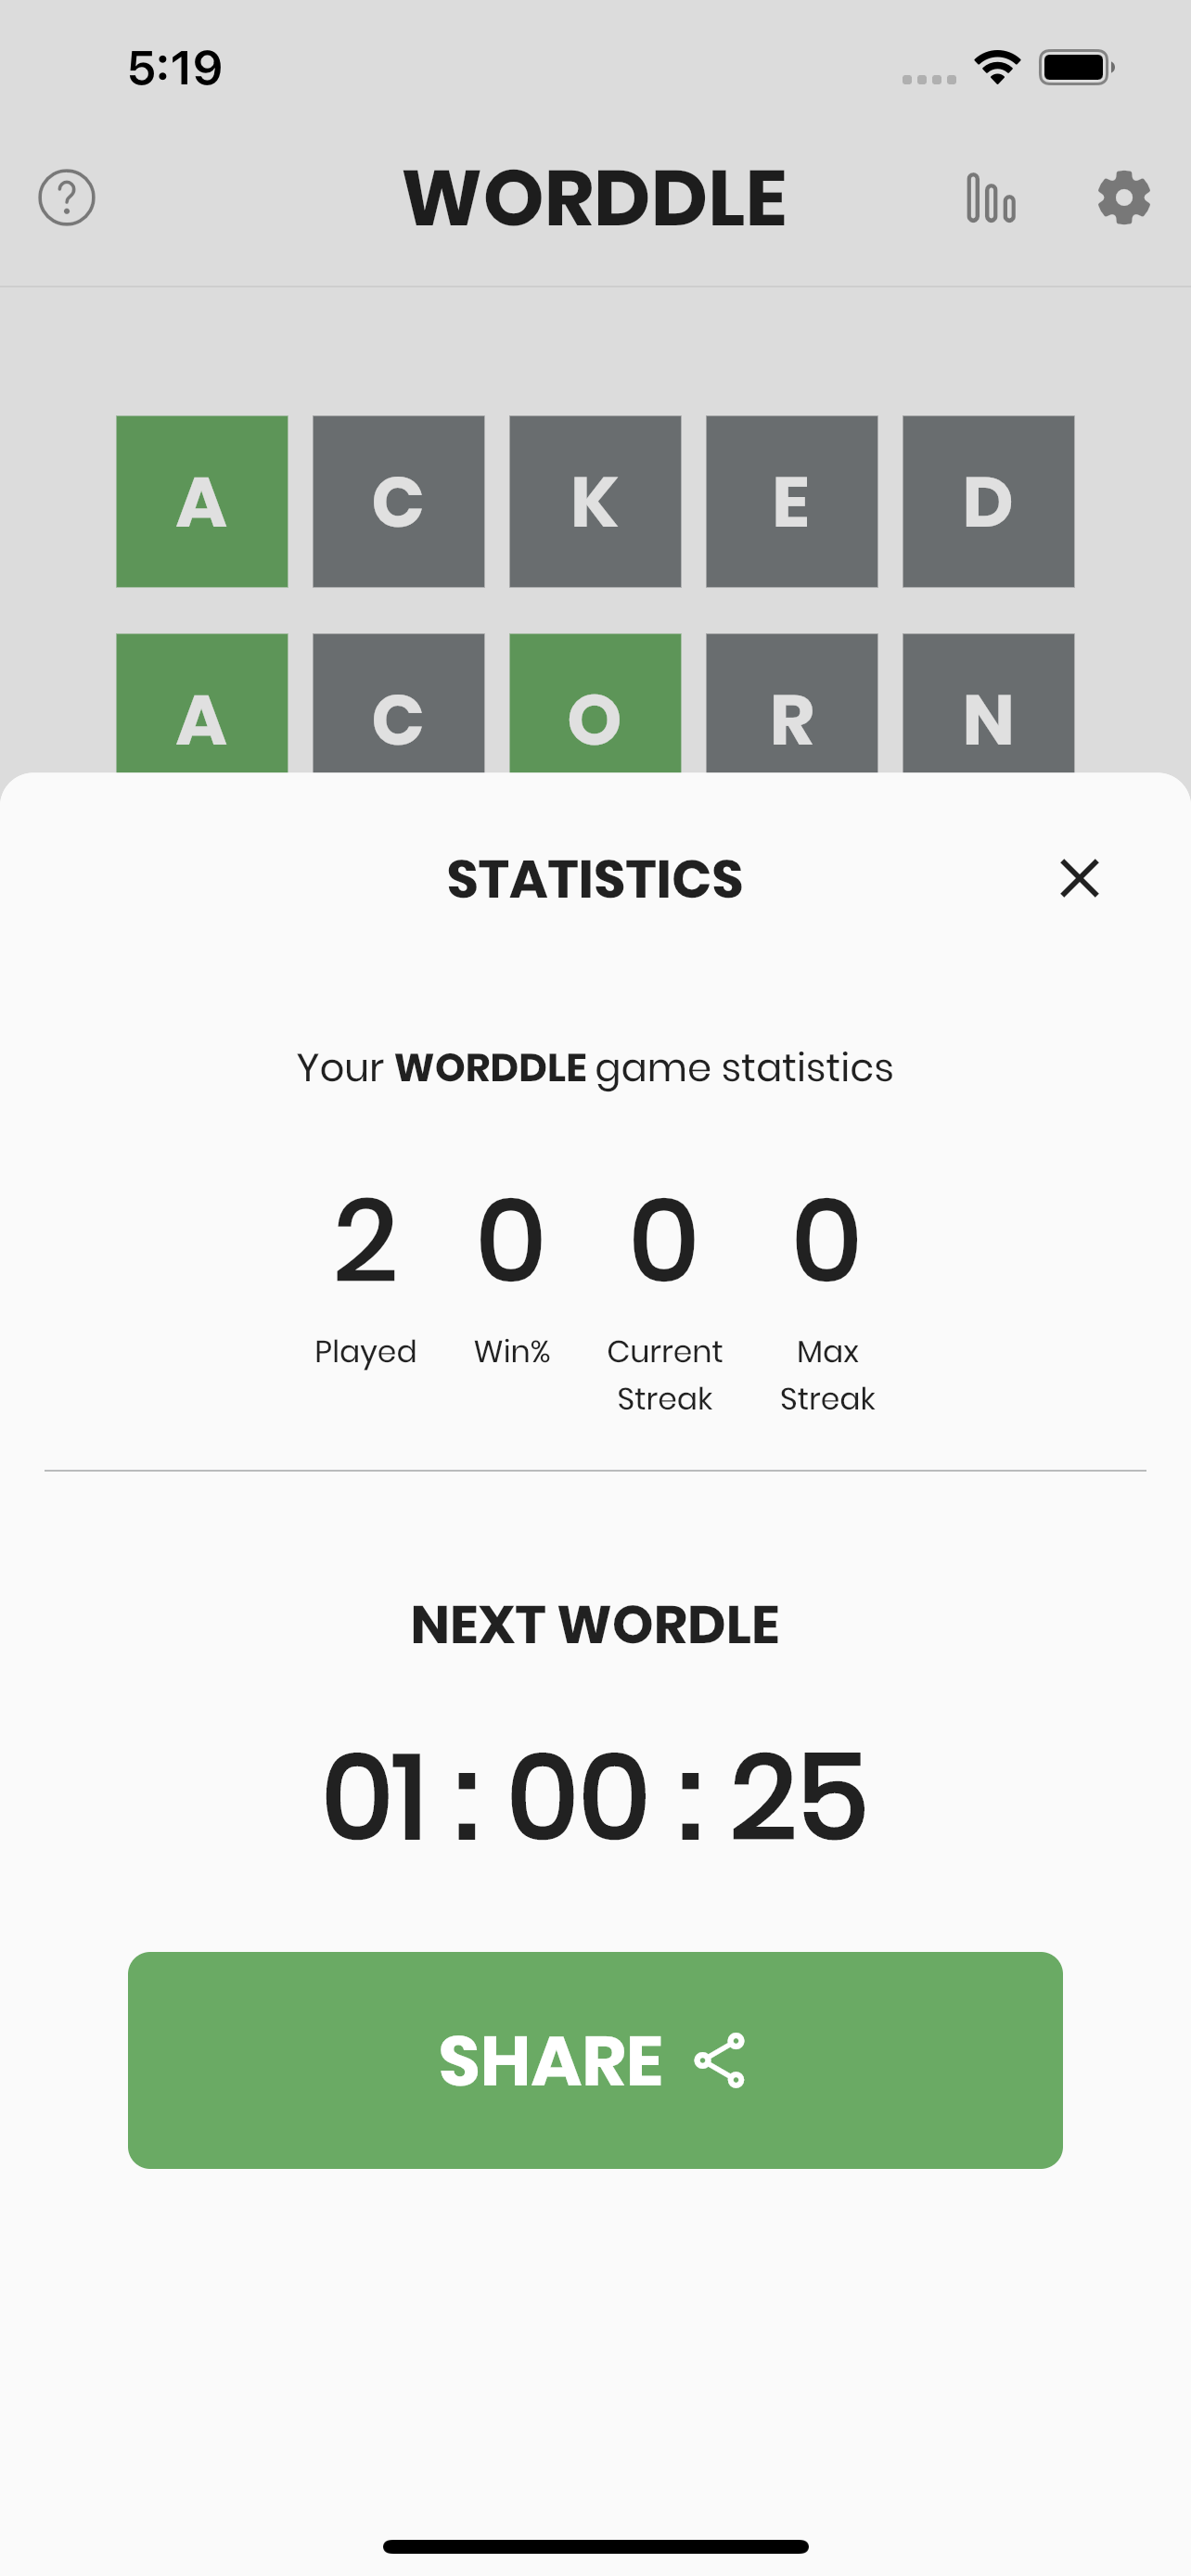 5:19
WORDDLE
A C K E D
A C O R N
STATISTICS
Your WORDDLE game statistics
2 0 0 0
Played Win% Current Streak Max Streak
NEXT WORDLE
01 : 00 : 25
SHARE